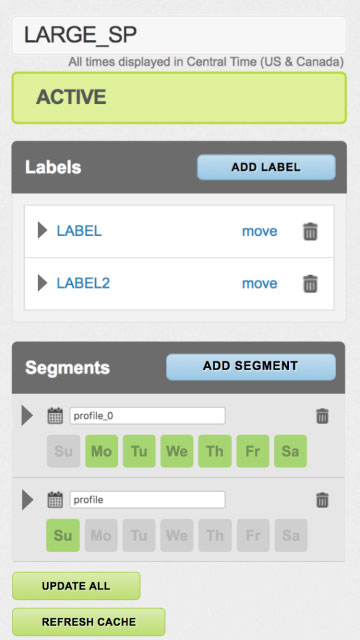 LARGE_SP
All times displayed in Central Time (US & Canada)
ACTIVE
Labels ADD LABEL
LABEL move
LABEL2 move
Segments ADD SEGMENT
profile_0
Su Mo Tu We Th Fr Sa
profile
Su Mo Tu We Th Fr Sa
UPDATE ALL
REFRESH CACHE